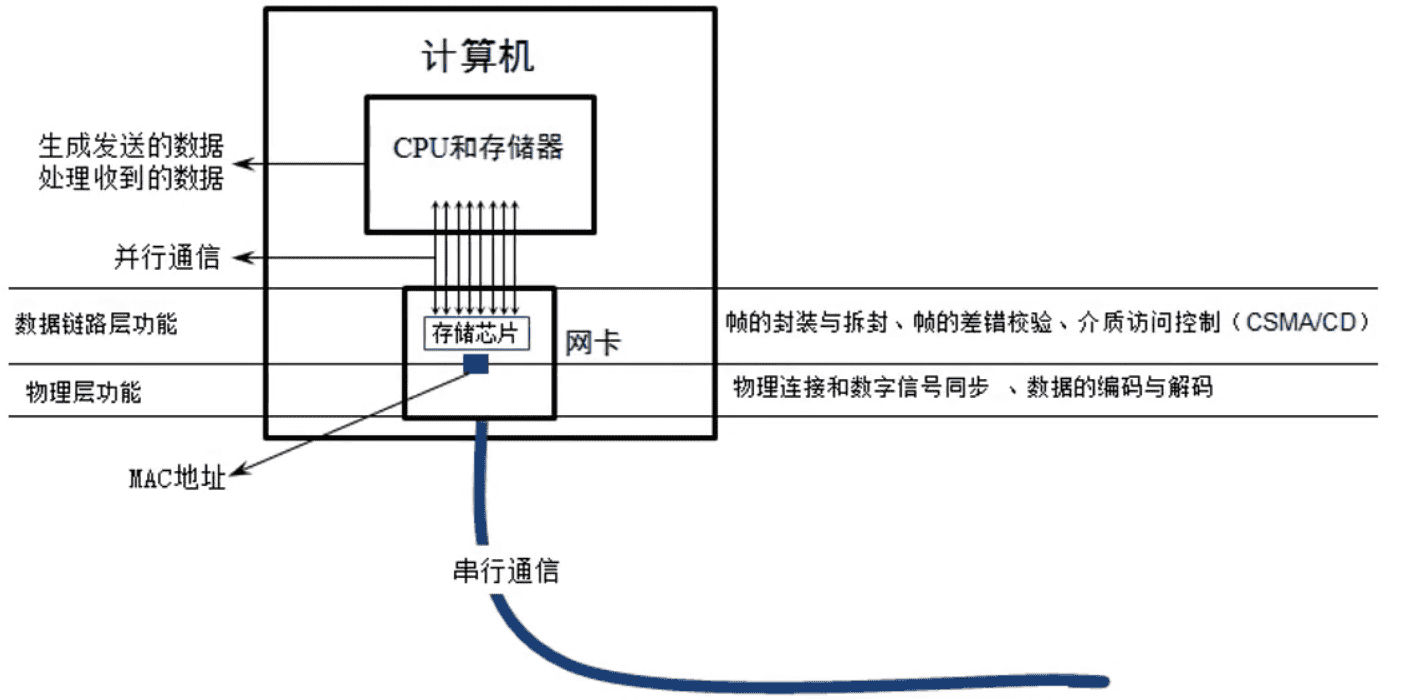 计算机
CPU和存储器
生成发送的数据
处理收到的数据
并行通信
数据链路层功能
存储芯片
网卡
帧的封装与拆封、帧的差错校验、介质访问控制（CSMA/CD）
物理层功能
物理连接和数字信号同步 、数据的编码与解码
MAC地址
串行通信